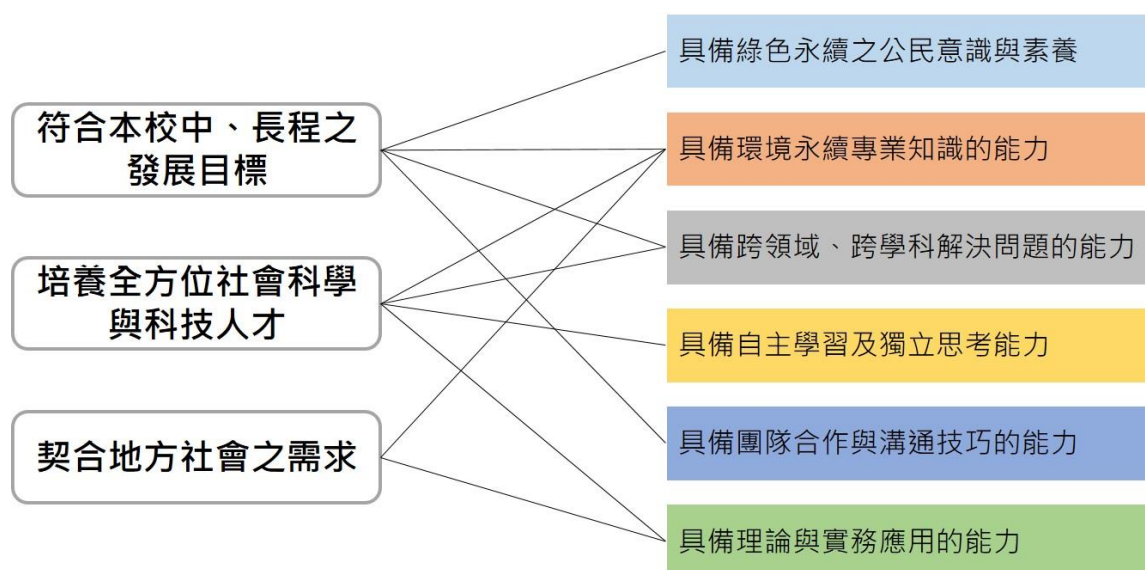 符合本校中、長程之
發展目標
培養全方位社會科學
與科技人才
契合地方社會之需求
具備綠色永續之公民意識與素養
具備環境永續專業知識的能力
具備跨領域、跨學科解決問題的能力
具備自主學習及獨立思考能力
具備團隊合作與溝通技巧的能力
具備理論與實務應用的能力